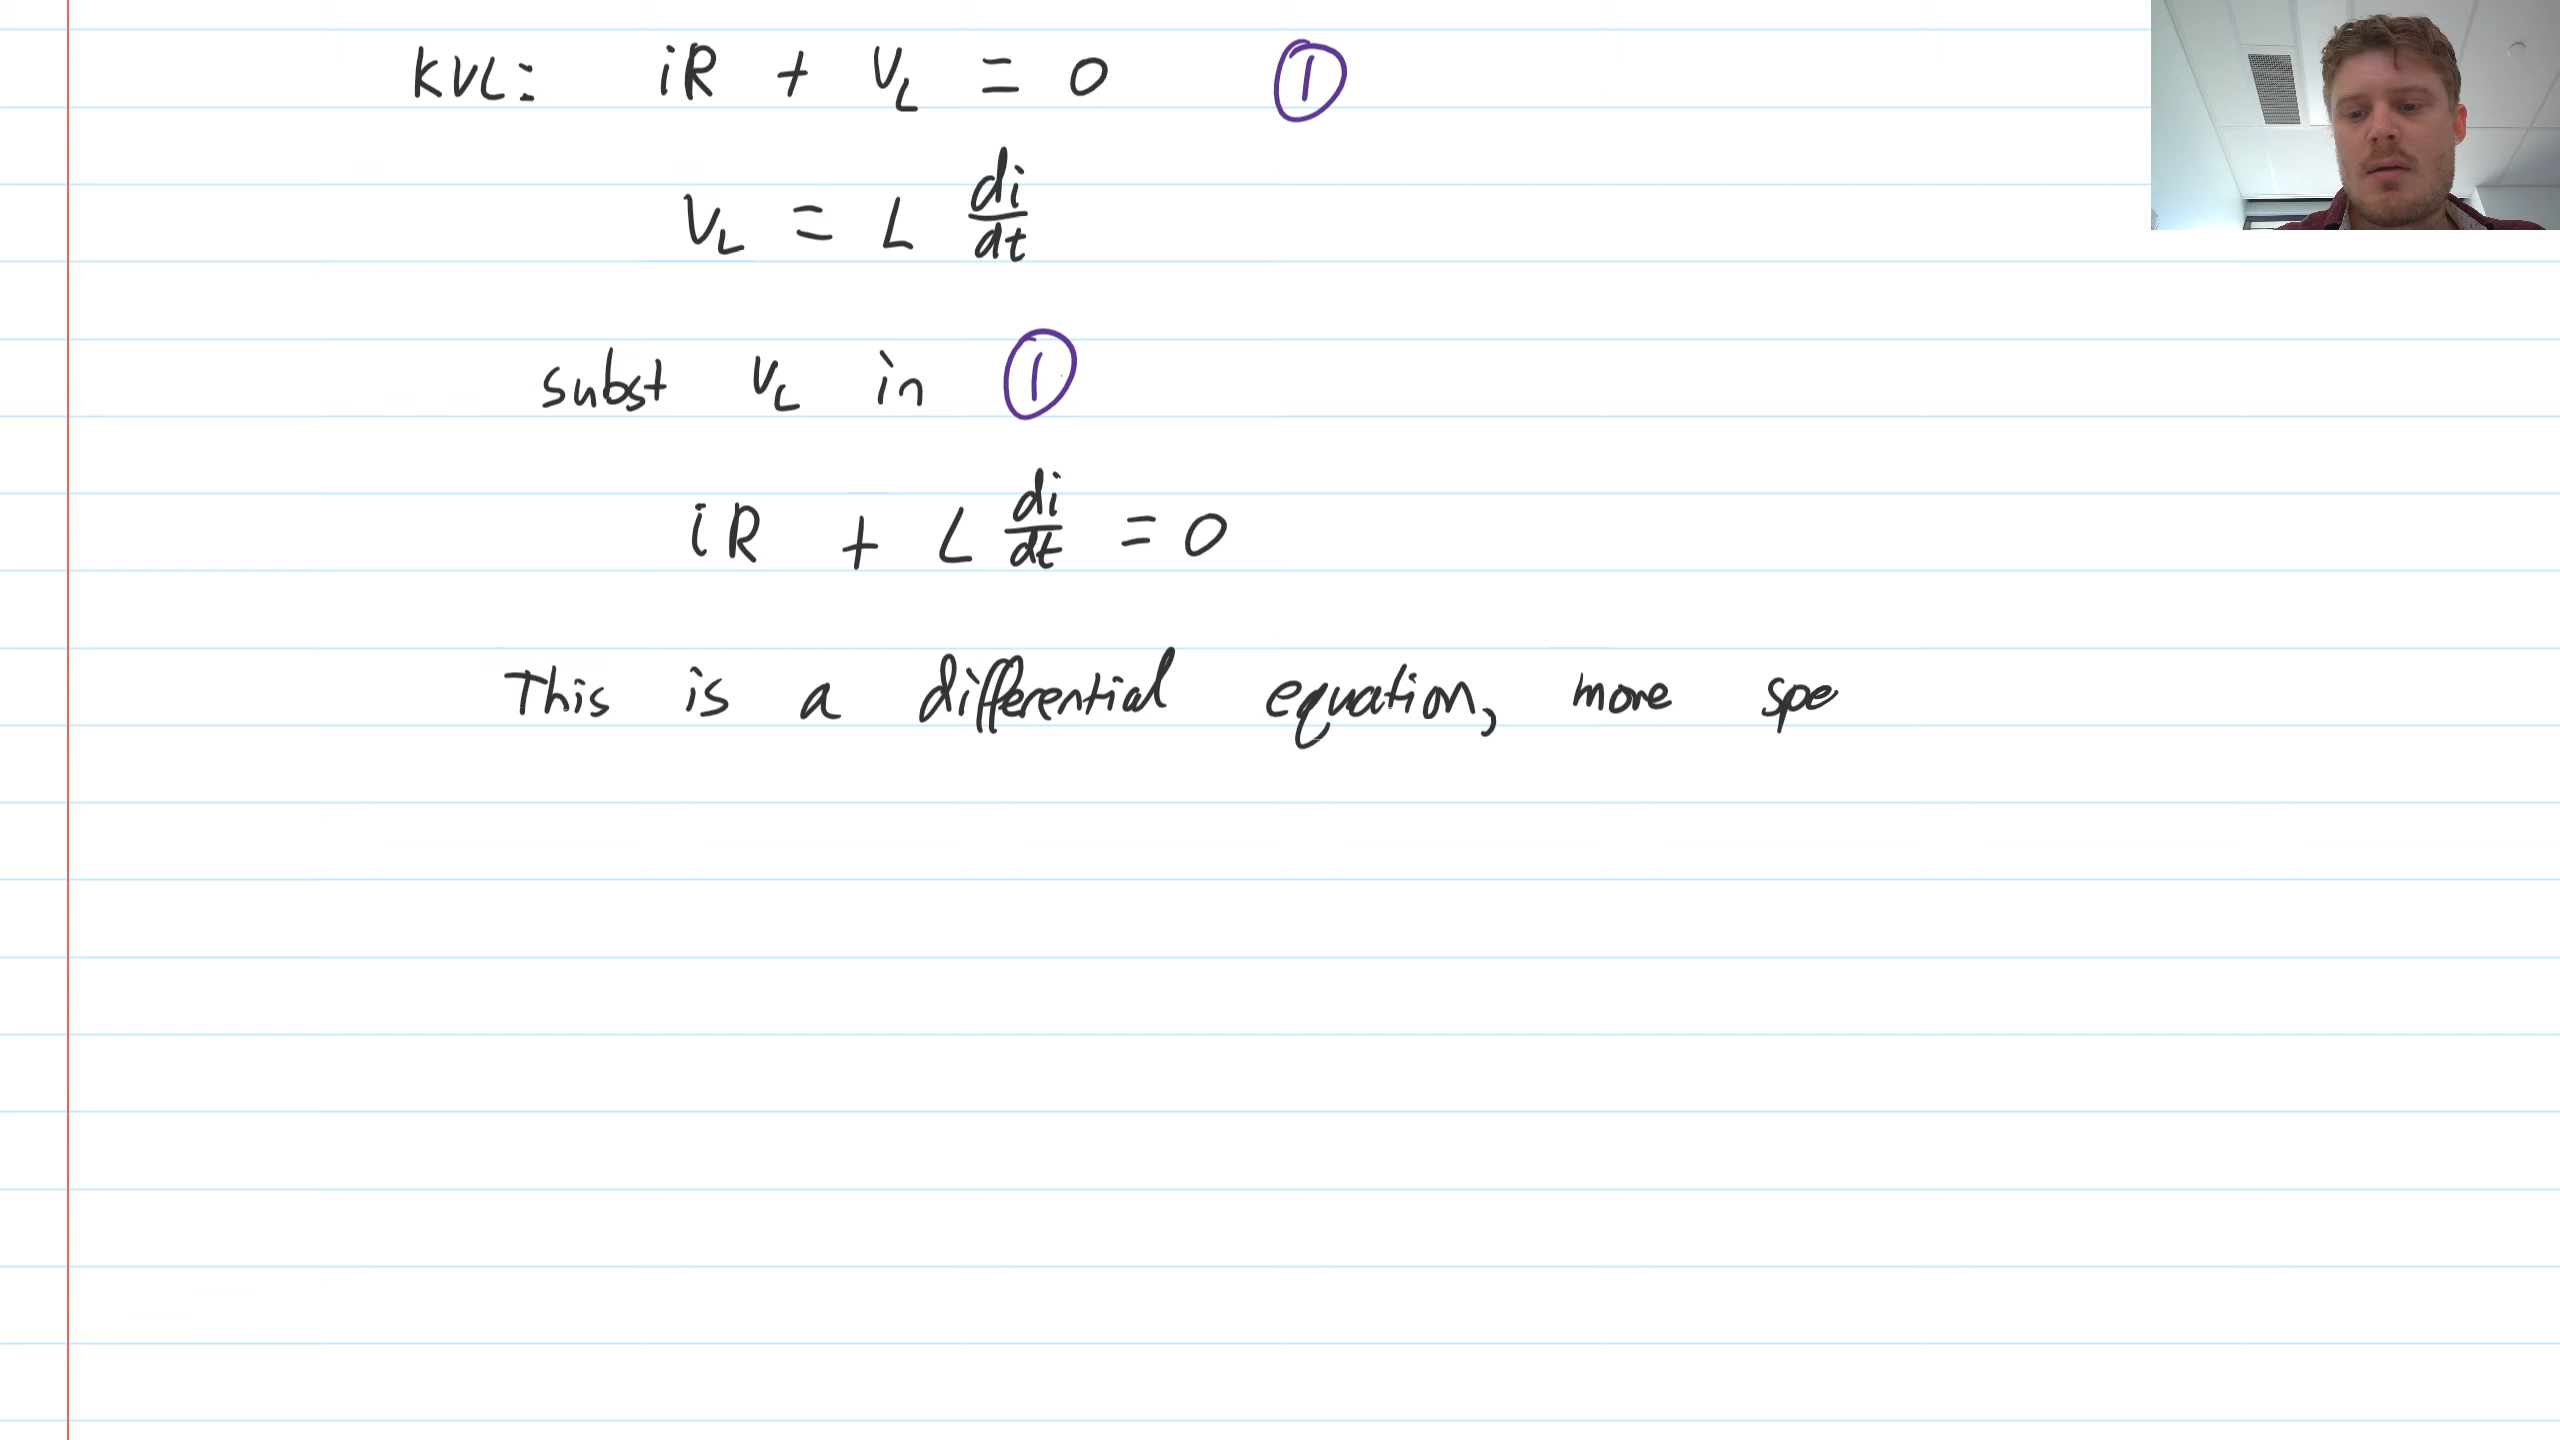 KVL: iR + V_L = 0 ①
V_L = L di/dt
subst V_L in ①
iR + L di/dt = 0
This is a differential equation, more spe